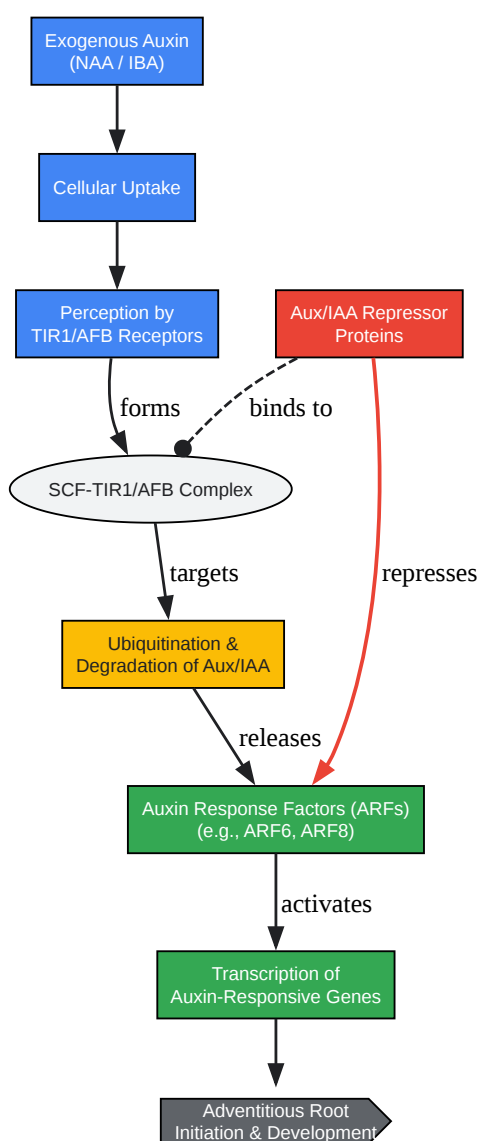 Exogenous Auxin
(NAA / IBA)
Cellular Uptake
Perception by
TIR1/AFB Receptors
Aux/IAA Repressor
Proteins
forms
binds to
SCF-TIR1/AFB Complex
targets
represses
Ubiquitination &
Degradation of Aux/IAA
releases
Auxin Response Factors (ARFs)
(e.g., ARF6, ARF8)
activates
Transcription of
Auxin-Responsive Genes
Adventitious Root
Initiation & Development